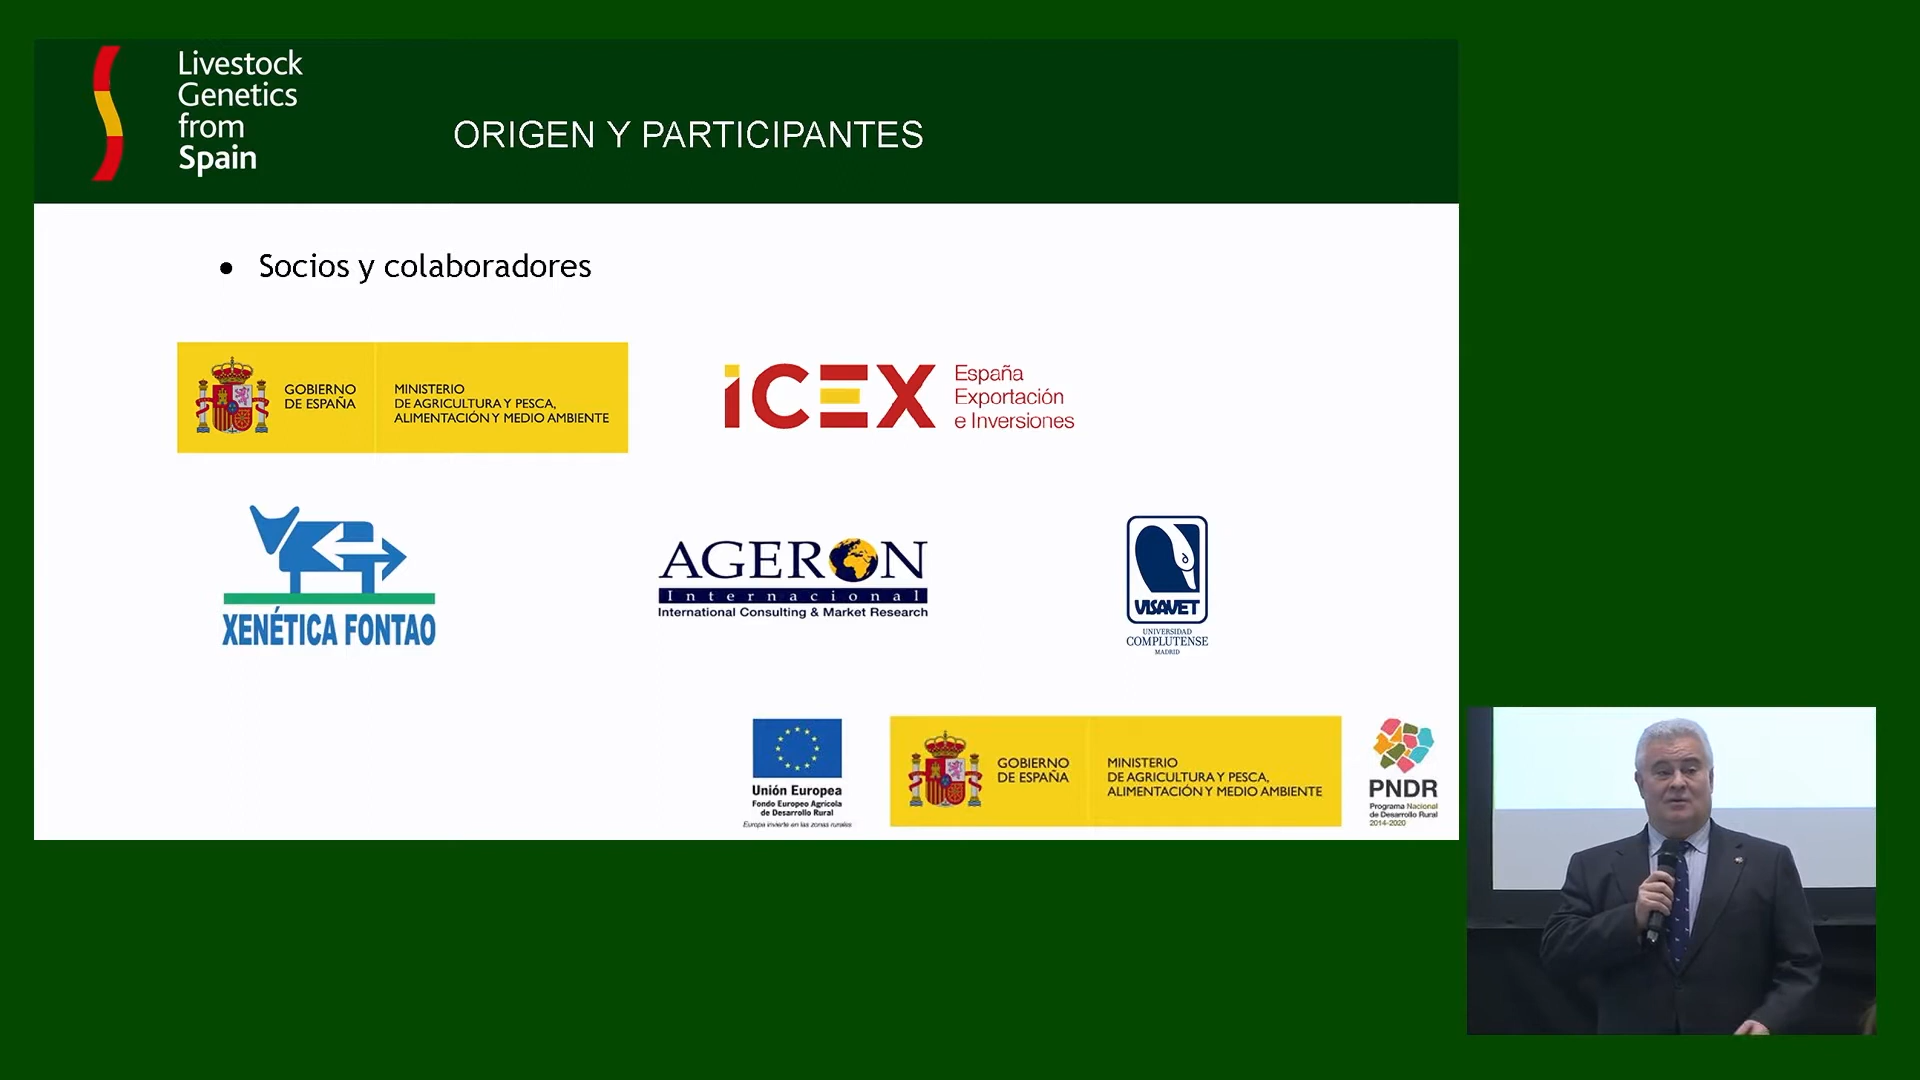 Livestock
Genetics
from
Spain
ORIGEN Y PARTICIPANTES
• Socios y colaboradores
GOBIERNO
DE ESPAÑA
MINISTERIO
DE AGRICULTURA Y PESCA,
ALIMENTACIÓN Y MEDIO AMBIENTE
iCEX
España
Exportación
e Inversiones
XENÉTICA FONTAO
AGERON
Internacional
International Consulting & Market Research
VISAVET
UNIVERSIDAD
COMPLUTENSE
MADRID
Unión Europea
Fondo Europeo Agrícola
de Desarrollo Rural
Europa invierte en las zonas rurales
GOBIERNO
DE ESPAÑA
MINISTERIO
DE AGRICULTURA Y PESCA,
ALIMENTACIÓN Y MEDIO AMBIENTE
PNDR
Programa Nacional
de Desarrollo Rural
2014-2020